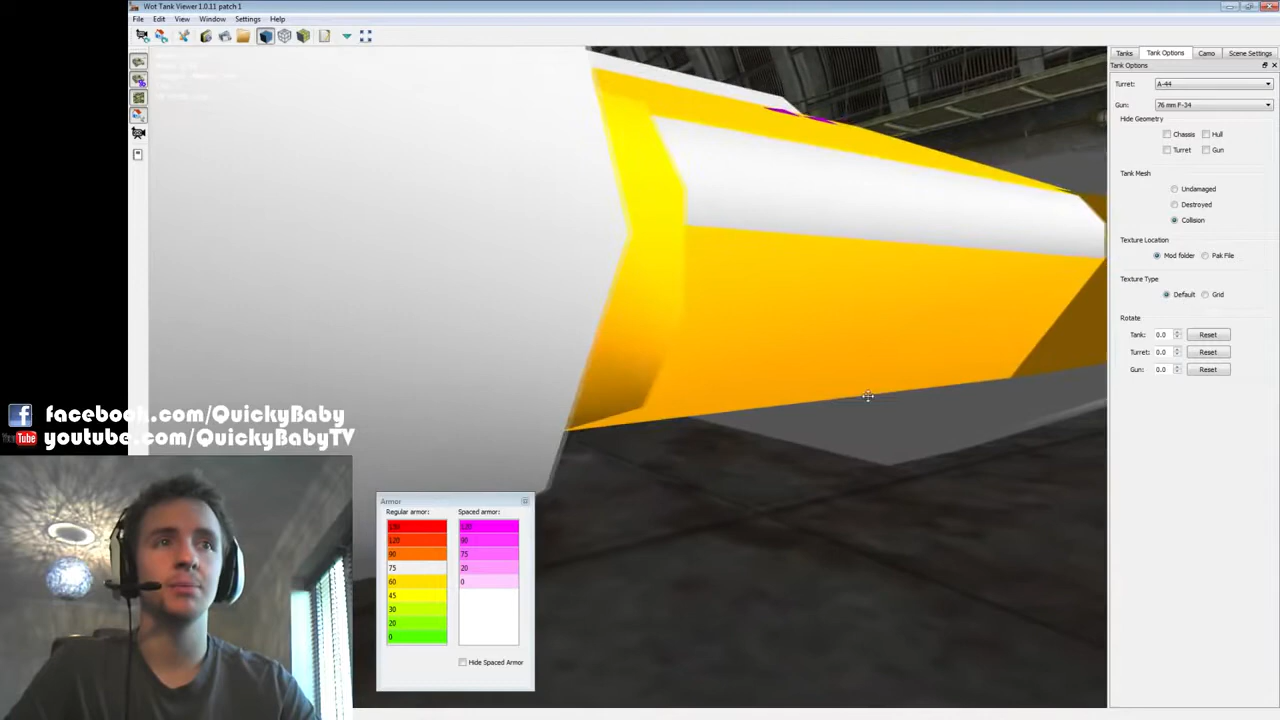 Wot Tank Viewer 1.0.11 patch 1
File Edit View Window Settings Help
Tanks Tank Options Camo Scene Settings
Tank Options
Turret: A-44
Gun: 76 mm F-34
Hide Geometry
Chassis Hull
Turret Gun
Tank Mesh
Undamaged
Destroyed
Collision
Texture Location
Mod folder Pak File
Texture Type
Default Grid
Rotate
Tank: 0.0 Reset
Turret: 0.0 Reset
Gun: 0.0 Reset
facebook.com/QuickyBaby
You Tube youtube.com/QuickyBabyTV
Armor
Regular armor: Spaced armor:
120
120 90
90 75
75 20
60 0
45
30
20
0
Hide Spaced Armor